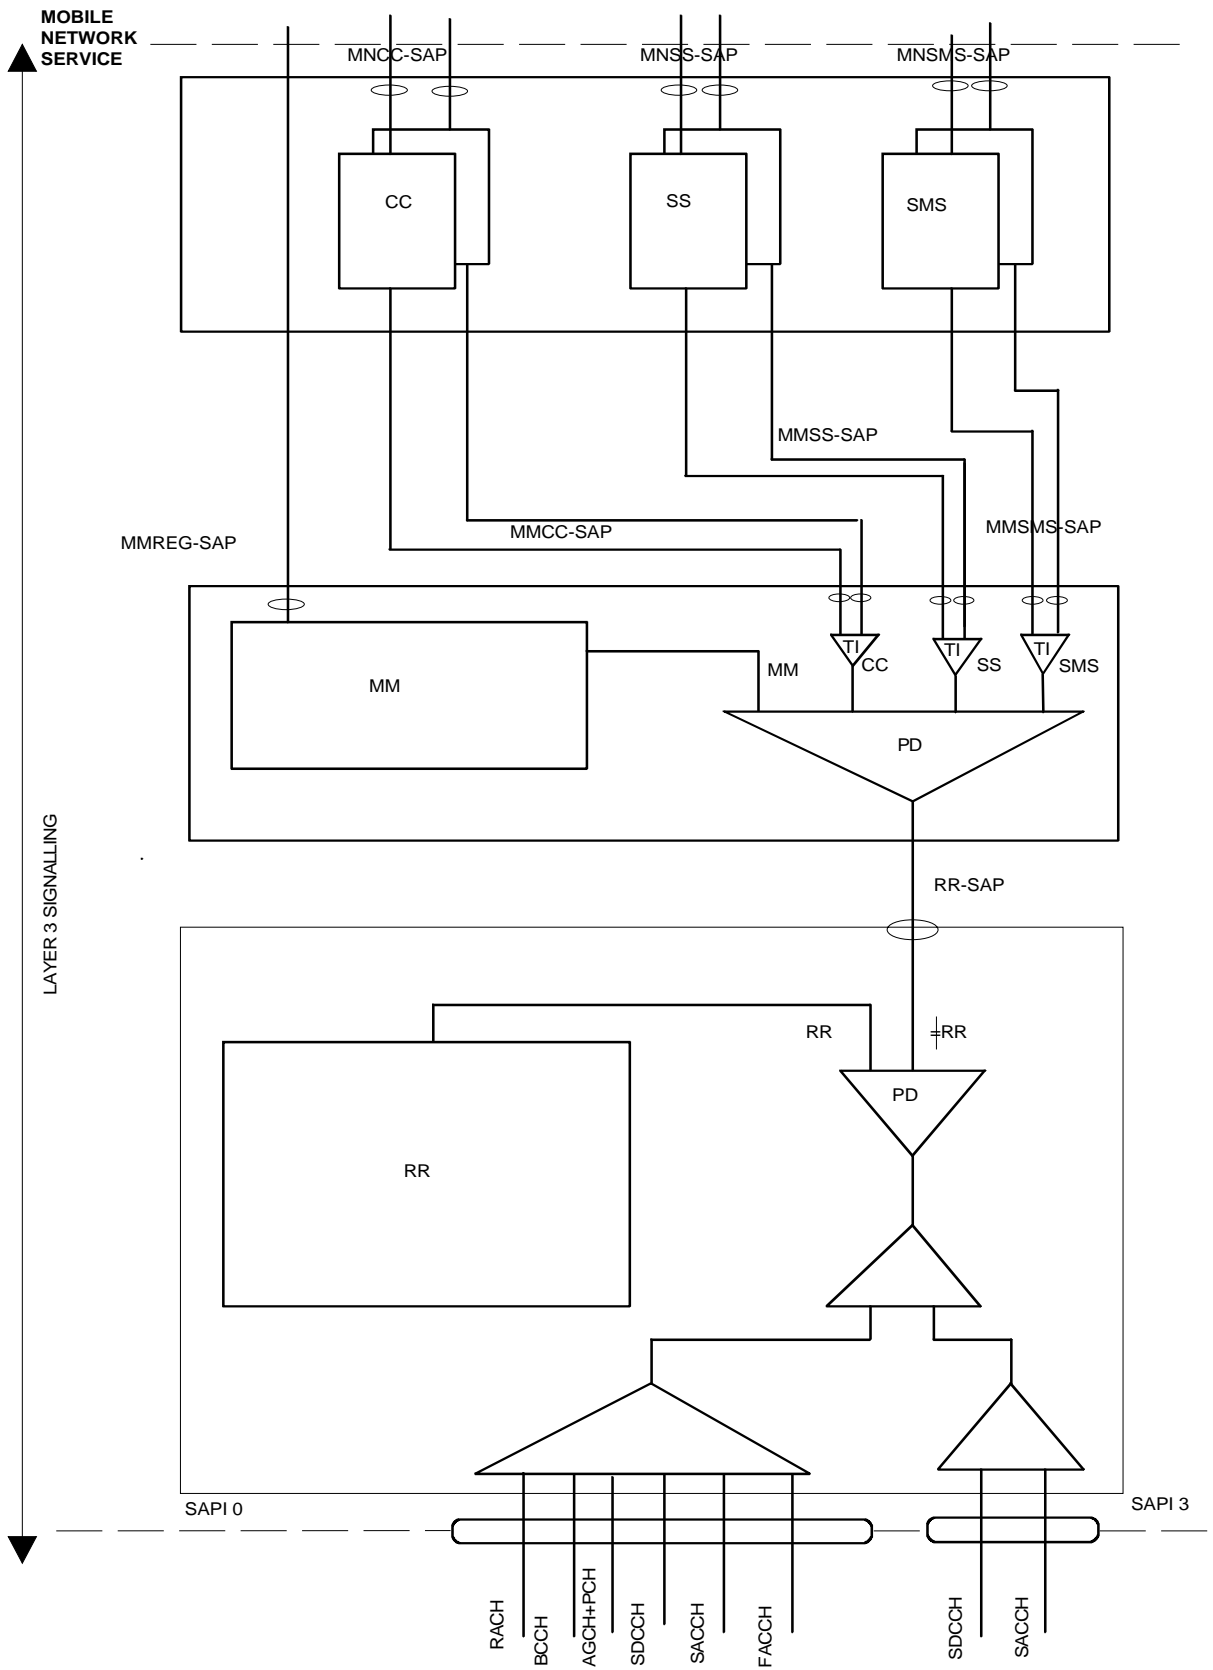 MOBILE
NETWORK
SERVICE
MNCC-SAP
MNSS-SAP
MNSMS-SAP
CC
SS
SMS
MMSS-SAP
MMCC-SAP
MMSMS-SAP
MMREG-SAP
TI
TI
TI
CC
SS
SMS
MM
MM
PD
LAYER 3 SIGNALLING
RR-SAP
RR
=RR
PD
RR
SAPI 0
SAPI 3
RACH
BCCH
AGCH+PCH
SDCCH
SACCH
FACCH
SDCCH
SACCH